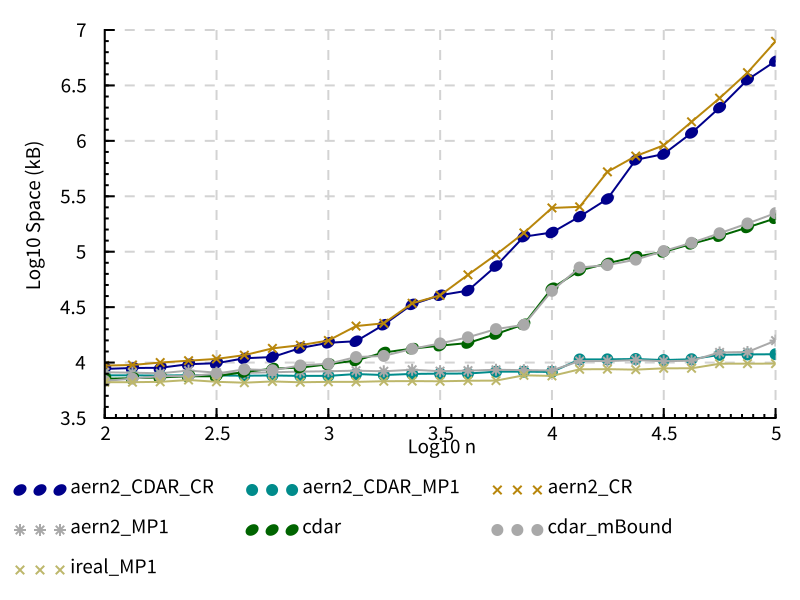 7
6.5
6
5.5
5
4.5
4
3.5
Log10 Space (kB)
2 2.5 3 3.5 4 4.5 5
Log10 n
aern2_CDAR_CR aern2_CDAR_MP1 aern2_CR
aern2_MP1 cdar cdar_mBound
ireal_MP1